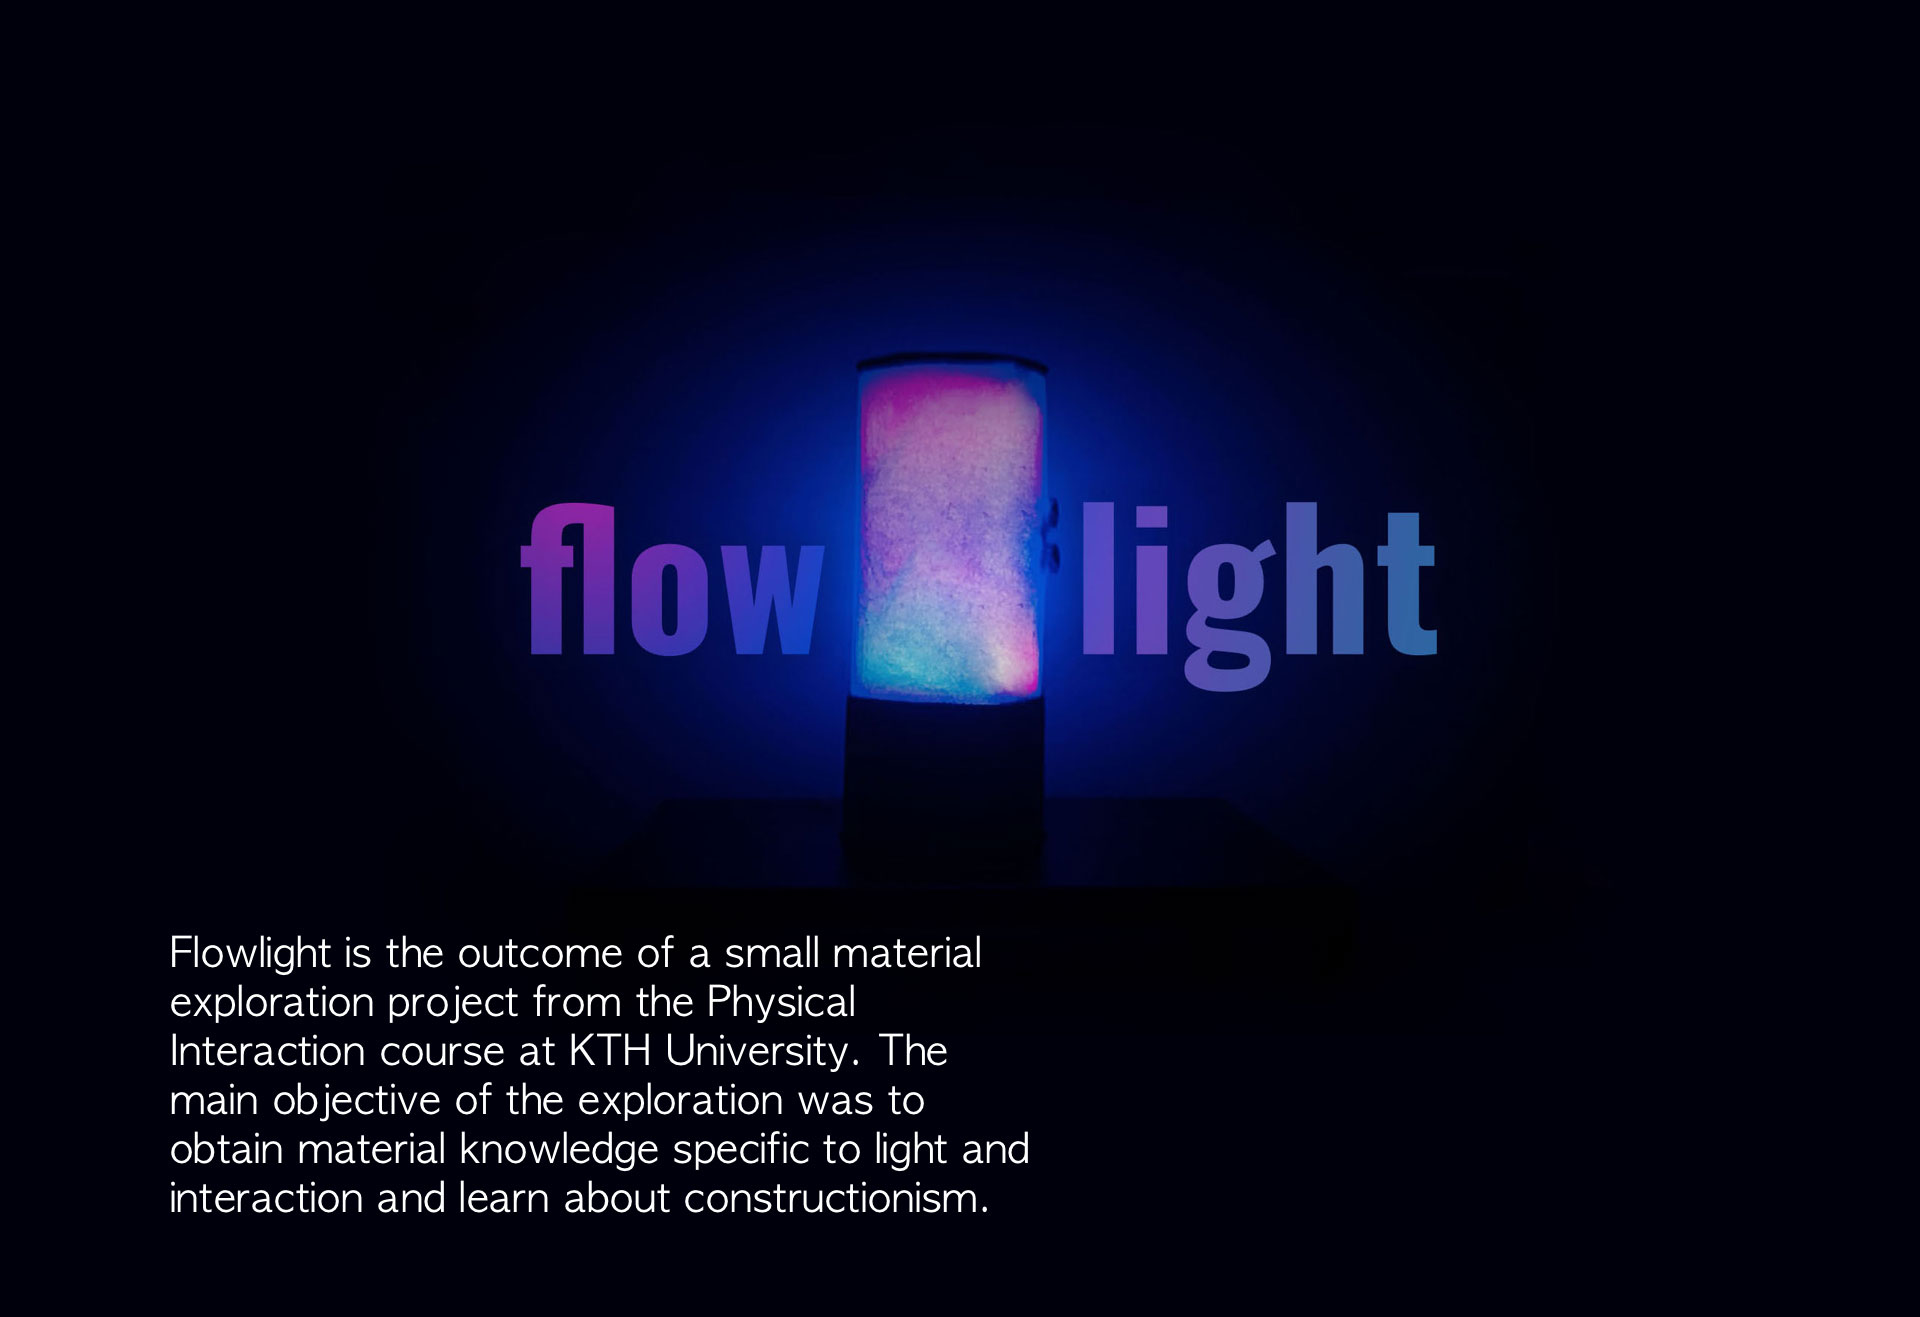 flow light
Flowlight is the outcome of a small material
exploration project from the Physical
Interaction course at KTH University. The
main objective of the exploration was to
obtain material knowledge specific to light and
interaction and learn about constructionism.